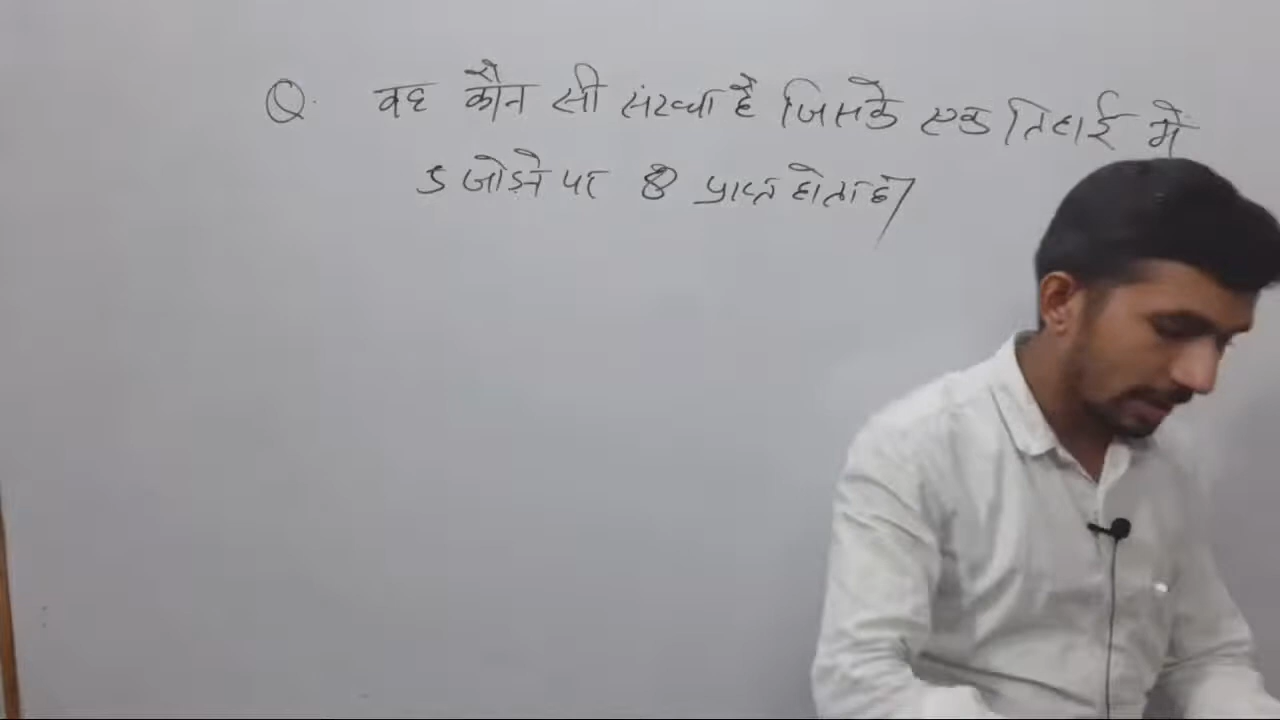 Q. वह कौन सी संख्या है जिसके एक तिहाई में
5 जोड़ने पर 8 प्राप्त होता है/